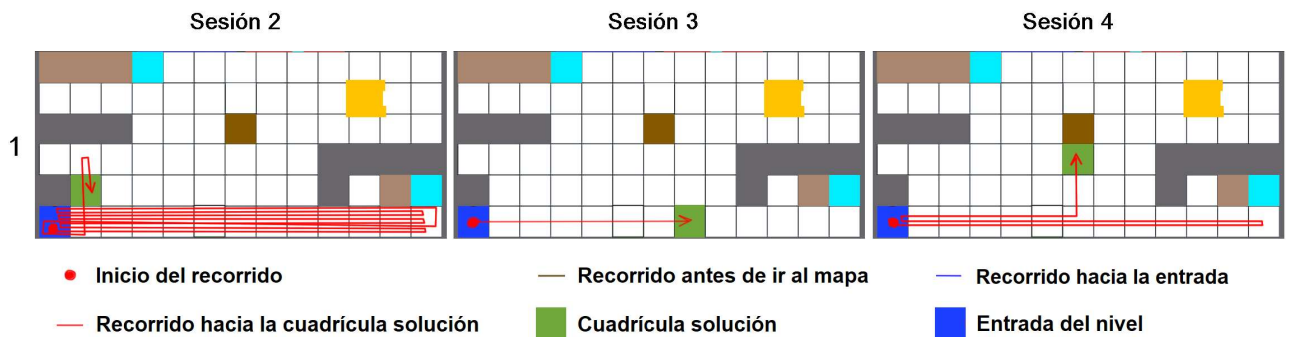 Sesión 2 Sesión 3 Sesión 4
1
Inicio del recorrido Recorrido antes de ir al mapa Recorrido hacia la entrada
Recorrido hacia la cuadrícula solución Cuadrícula solución Entrada del nivel